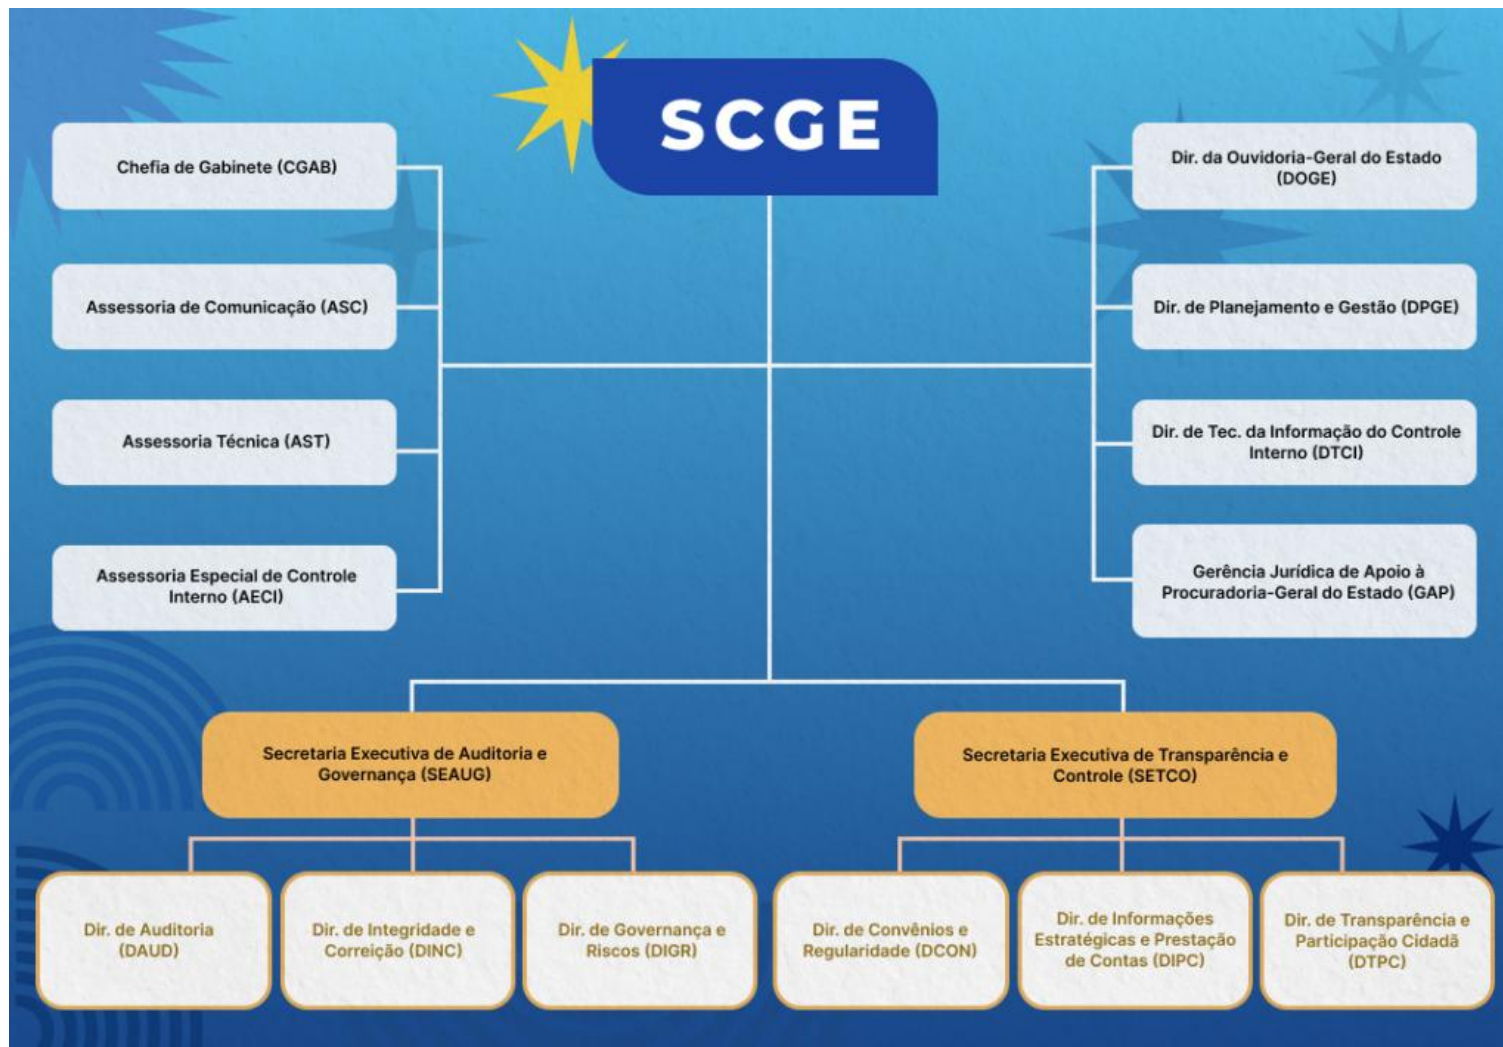 SCGE
Chefia de Gabinete (CGAB)
Assessoria de Comunicação (ASC)
Assessoria Técnica (AST)
Assessoria Especial de Controle
Interno (AECI)
Dir. da Ouvidoria-Geral do Estado
(DOGE)
Dir. de Planejamento e Gestão (DPGE)
Dir. de Tec. da Informação do Controle
Interno (DTCI)
Gerência Jurídica de Apoio à
Procuradoria-Geral do Estado (GAP)
Secretaria Executiva de Auditoria e
Governança (SEAUG)
Secretaria Executiva de Transparência e
Controle (SETCO)
Dir. de Auditoria
(DAUD)
Dir. de Integridade e
Correição (DINC)
Dir. de Governança e
Riscos (DIGR)
Dir. de Convênios e
Regularidade (DCON)
Dir. de Informações
Estratégicas e Prestação
de Contas (DIPC)
Dir. de Transparência e
Participação Cidadã
(DTPC)